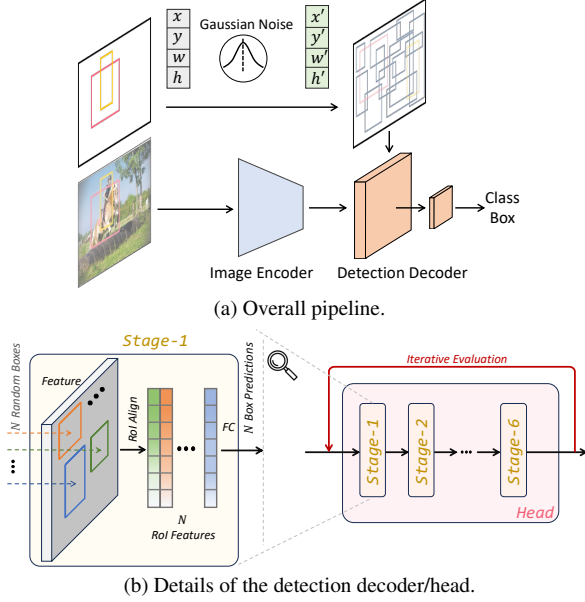 x
y
w
h
Gaussian Noise
x'
y'
w'
h'
Image Encoder
Detection Decoder
Class
Box
(a) Overall pipeline.
N Random Boxes
Stage-1
Feature
RoI Align
FC
N
RoI Features
N Box Predictions
Iterative Evaluation
Stage-1
Stage-2
Stage-6
Head
(b) Details of the detection decoder/head.